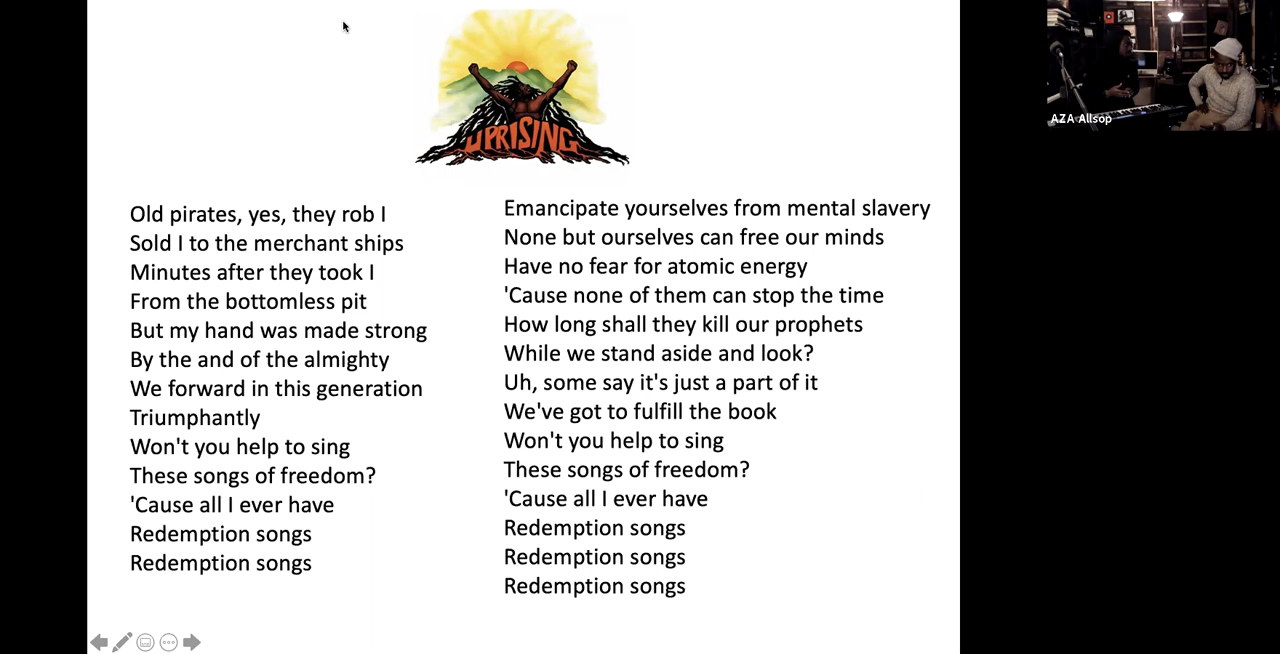 UPRISING
AZA Allsop
Old pirates, yes, they rob I
Sold I to the merchant ships
Minutes after they took I
From the bottomless pit
But my hand was made strong
By the and of the almighty
We forward in this generation
Triumphantly
Won't you help to sing
These songs of freedom?
'Cause all I ever have
Redemption songs
Redemption songs
Emancipate yourselves from mental slavery
None but ourselves can free our minds
Have no fear for atomic energy
'Cause none of them can stop the time
How long shall they kill our prophets
While we stand aside and look?
Uh, some say it's just a part of it
We've got to fulfill the book
Won't you help to sing
These songs of freedom?
'Cause all I ever have
Redemption songs
Redemption songs
Redemption songs